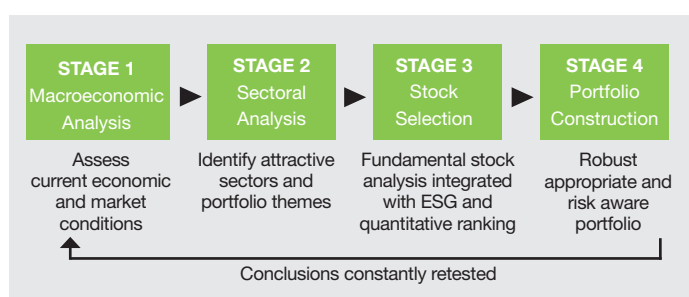 STAGE 1
Macroeconomic
Analysis
Assess
current economic
and market
conditions
STAGE 2
Sectoral
Analysis
Identify attractive
sectors and
portfolio themes
STAGE 3
Stock
Selection
Fundamental stock
analysis integrated
with ESG and
quantitative ranking
STAGE 4
Portfolio
Construction
Robust
appropriate and
risk aware
portfolio
Conclusions constantly retested